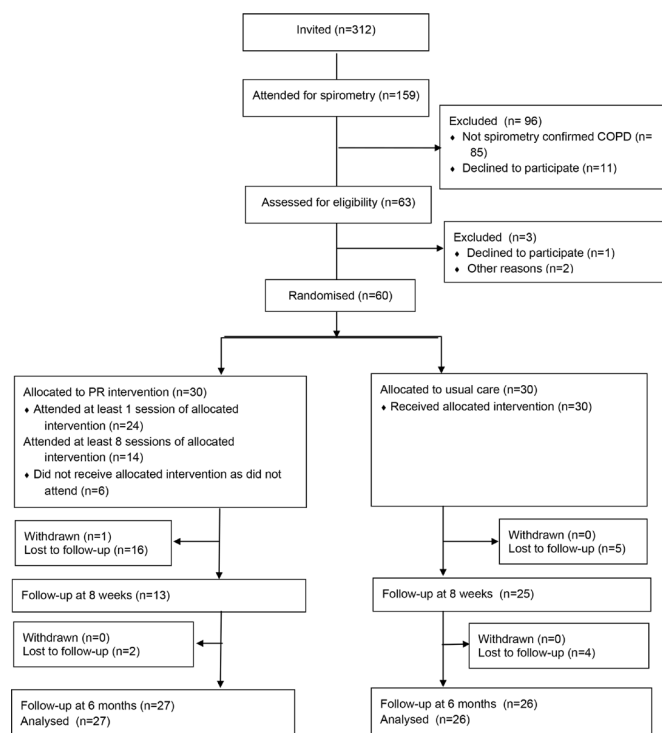 Invited (n=312)
Attended for spirometry (n=159)
Excluded (n= 96)
♦ Not spirometry confirmed COPD (n=
85)
♦ Declined to participate (n=11)
Assessed for eligibility (n=63)
Excluded (n=3)
♦ Declined to participate (n=1)
♦ Other reasons (n=2)
Randomised (n=60)
Allocated to PR intervention (n=30)
♦ Attended at least 1 session of allocated
intervention (n=24)
Attended at least 8 sessions of allocated
intervention (n=14)
♦ Did not receive allocated intervention as did not
attend (n=6)
Allocated to usual care (n=30)
♦ Received allocated intervention (n=30)
Withdrawn (n=1)
Lost to follow-up (n=16)
Withdrawn (n=0)
Lost to follow-up (n=5)
Follow-up at 8 weeks (n=13)
Follow-up at 8 weeks (n=25)
Withdrawn (n=0)
Lost to follow-up (n=2)
Withdrawn (n=0)
Lost to follow-up (n=4)
Follow-up at 6 months (n=27)
Analysed (n=27)
Follow-up at 6 months (n=26)
Analysed (n=26)